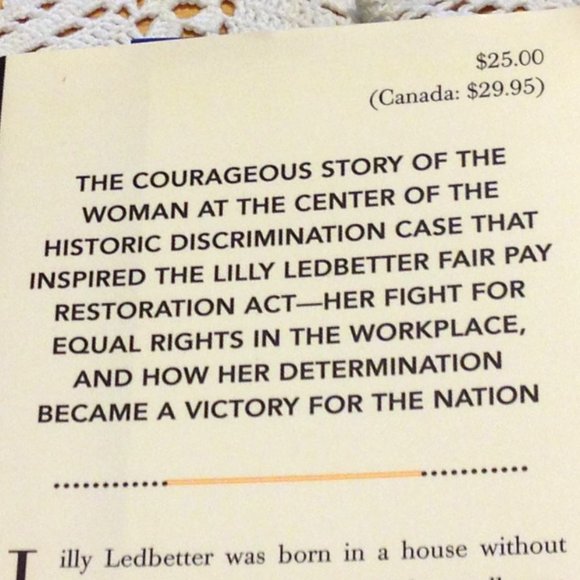 $25.00
(Canada: $29.95)
THE COURAGEOUS STORY OF THE
WOMAN AT THE CENTER OF THE
HISTORIC DISCRIMINATION CASE THAT
INSPIRED THE LILLY LEDBETTER FAIR PAY
RESTORATION ACT—HER FIGHT FOR
EQUAL RIGHTS IN THE WORKPLACE,
AND HOW HER DETERMINATION
BECAME A VICTORY FOR THE NATION
Lilly Ledbetter was born in a house without